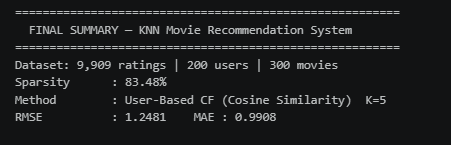 ========================================================
FINAL SUMMARY — KNN Movie Recommendation System
========================================================
Dataset: 9,909 ratings | 200 users | 300 movies
Sparsity : 83.48%
Method : User-Based CF (Cosine Similarity) K=5
RMSE : 1.2481 MAE : 0.9908